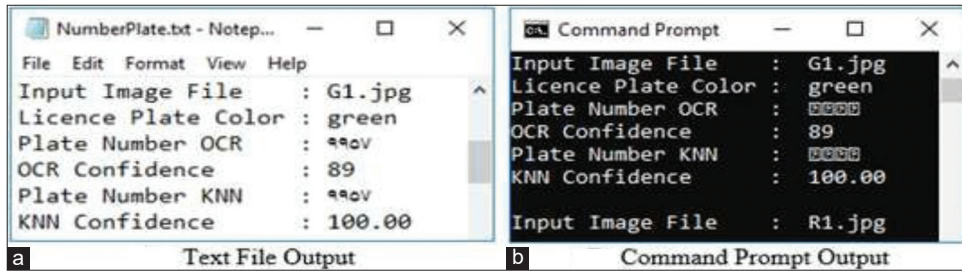 NumberPlate.txt - Notep...
File Edit Format View Help
Input Image File : G1.jpg
Licence Plate Color : green
Plate Number OCR : ٩٩٥٧
OCR Confidence : 89
Plate Number KNN : ٩٩٥٧
KNN Confidence : 100.00
a
Text File Output
Command Prompt
Input Image File : G1.jpg
Licence Plate Color : green
Plate Number OCR :
OCR Confidence : 89
Plate Number KNN :
KNN Confidence : 100.00
Input Image File : R1.jpg
b
Command Prompt Output